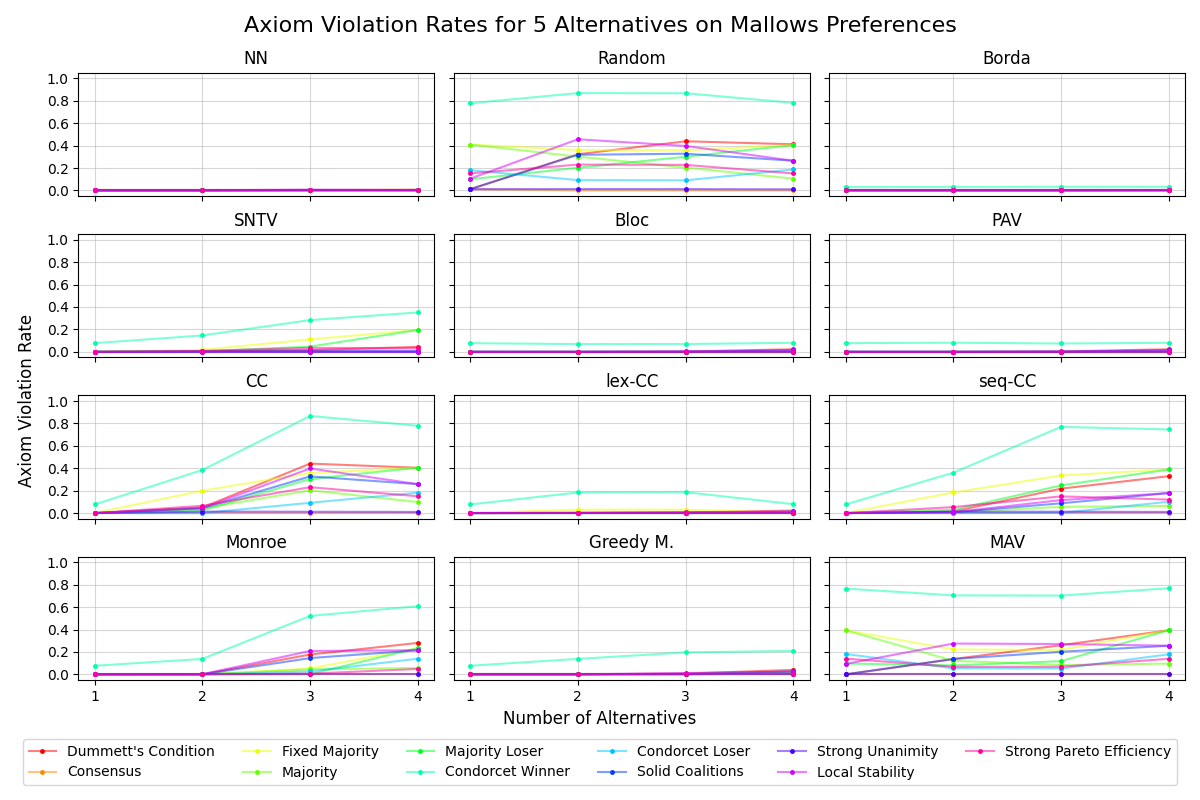 Axiom Violation Rates for 5 Alternatives on Mallows Preferences
NN
Random
Borda
1.0
0.8
0.6
0.4
0.2
0.0
SNTV
Bloc
PAV
1.0
0.8
0.6
0.4
0.2
0.0
CC
lex-CC
seq-CC
1.0
0.8
0.6
0.4
0.2
0.0
Monroe
Greedy M.
MAV
1.0
0.8
0.6
0.4
0.2
0.0
1 2 3 4
1 2 3 4
1 2 3 4
Axiom Violation Rate
Number of Alternatives
Dummett's Condition
Consensus
Fixed Majority
Majority
Majority Loser
Condorcet Winner
Condorcet Loser
Solid Coalitions
Strong Unanimity
Local Stability
Strong Pareto Efficiency